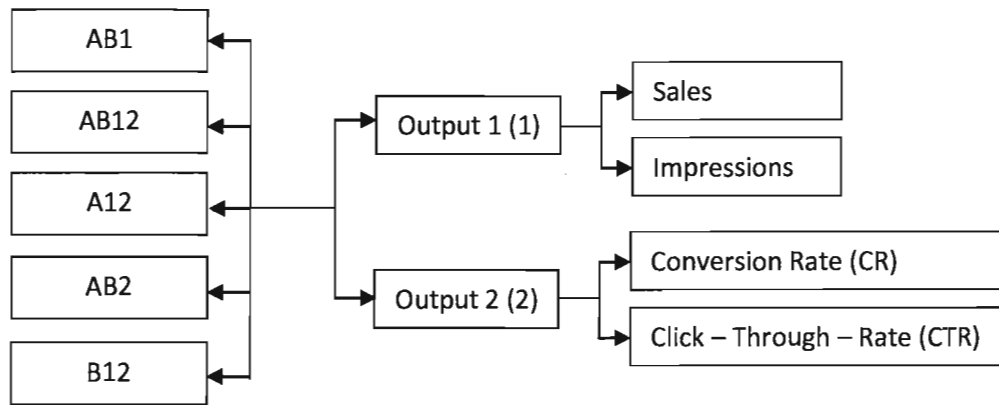 AB1
AB12
A12
AB2
B12
Output 1 (1)
Output 2 (2)
Sales
Impressions
Conversion Rate (CR)
Click – Through – Rate (CTR)